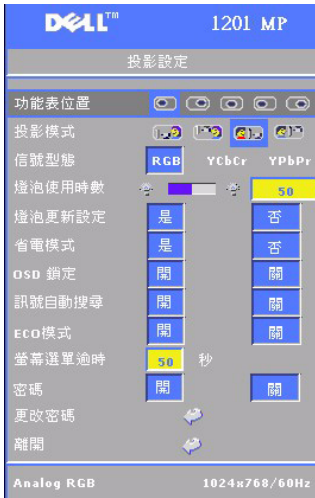 DELL™ 1201 MP
投影設定
功能表位置
投影模式
信號型態 RGB YCbCr YPbPr
燈泡使用時數 50
燈泡更新設定 是 否
省電模式 是 否
OSD 鎖定 開 關
訊號自動搜尋 開 關
ECO模式 開 關
螢幕選單逾時 50 秒
密碼 開 關
更改密碼
離開
Analog RGB 1024x768/60Hz